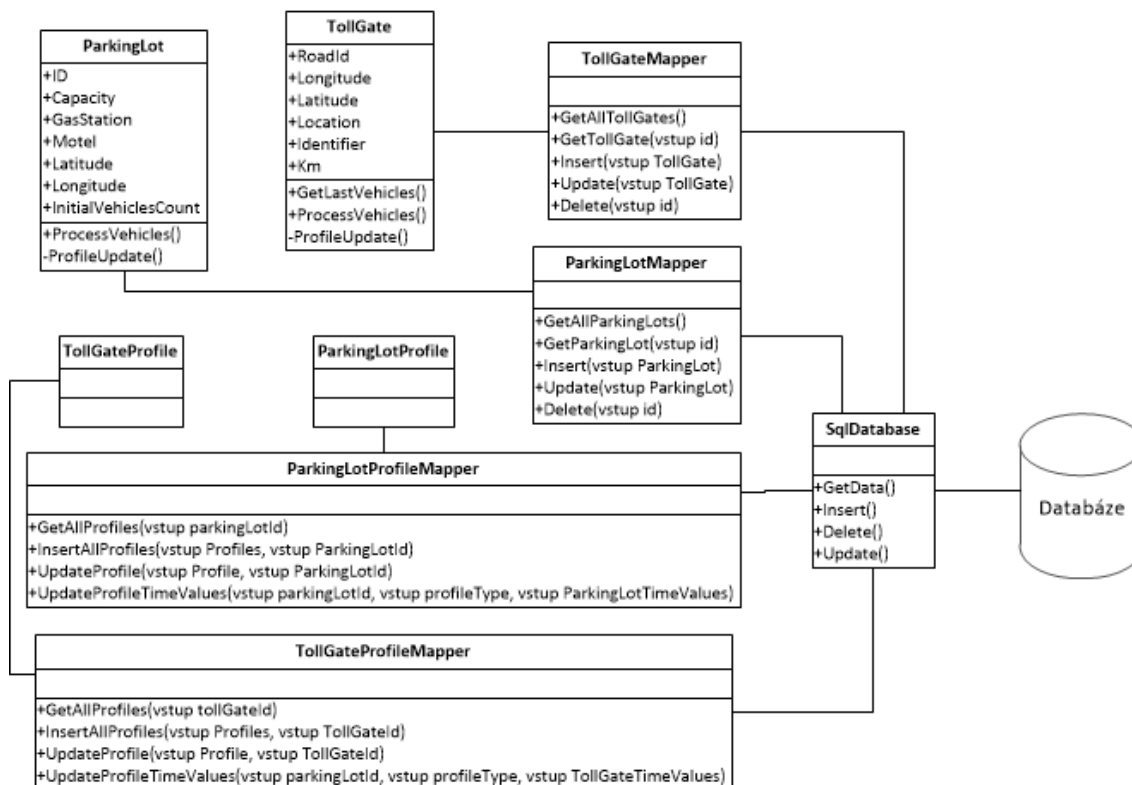 ParkingLot
+ID
+Capacity
+GasStation
+Motel
+Latitude
+Longitude
+InitialVehiclesCount
+ProcessVehicles()
-ProfileUpdate()
TollGate
+RoadId
+Longitude
+Latitude
+Location
+Identifier
+Km
+GetLastVehicles()
+ProcessVehicles()
-ProfileUpdate()
TollGateMapper
+GetAllTollGates()
+GetTollGate(vstup id)
+Insert(vstup TollGate)
+Update(vstup TollGate)
+Delete(vstup id)
ParkingLotMapper
+GetAllParkingLots()
+GetParkingLot(vstup id)
+Insert(vstup ParkingLot)
+Update(vstup ParkingLot)
+Delete(vstup id)
TollGateProfile
ParkingLotProfile
SqlDatabase
+GetData()
+Insert()
+Delete()
+Update()
Databáze
ParkingLotProfileMapper
+GetAllProfiles(vstup parkingLotId)
+InsertAllProfiles(vstup Profiles, vstup ParkingLotId)
+UpdateProfile(vstup Profile, vstup ParkingLotId)
+UpdateProfileTimeValues(vstup parkingLotId, vstup profileType, vstup ParkingLotTimeValues)
TollGateProfileMapper
+GetAllProfiles(vstup tollGateId)
+InsertAllProfiles(vstup Profiles, vstup TollGateId)
+UpdateProfile(vstup Profile, vstup TollGateId)
+UpdateProfileTimeValues(vstup parkingLotId, vstup profileType, vstup TollGateTimeValues)